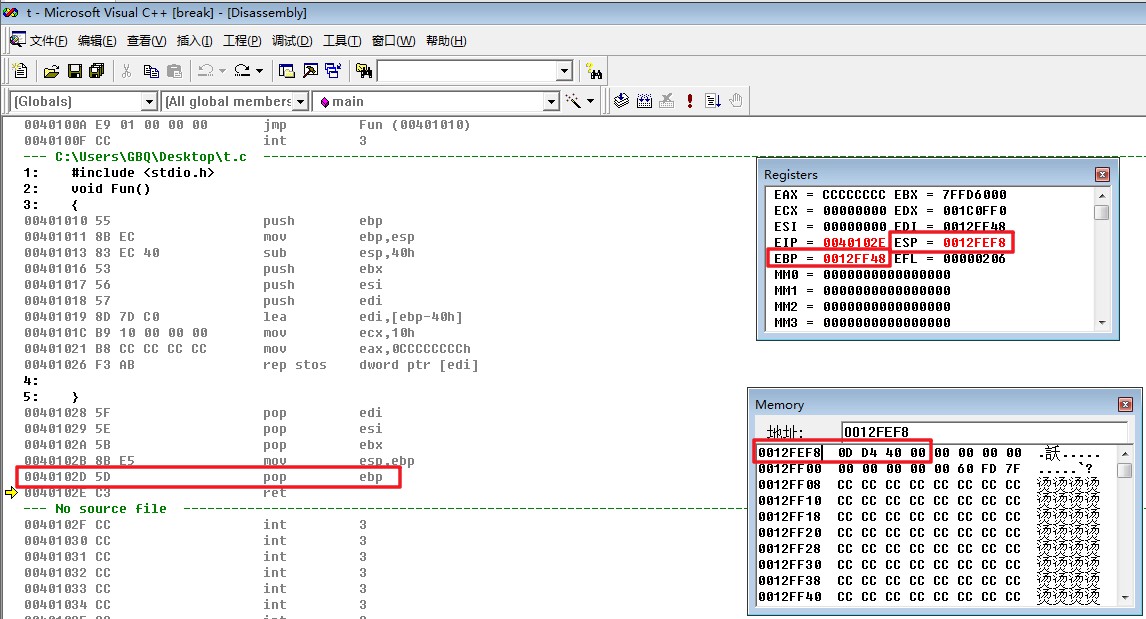 t - Microsoft Visual C++ [break] - [Disassembly]
文件(F) 编辑(E) 查看(V) 插入(I) 工程(P) 调试(D) 工具(T) 窗口(W) 帮助(H)
[Globals] [All global members main
0040100A E9 01 00 00 00 jmp Fun (00401010)
0040100F CC int 3
--- C:\Users\GBQ\Desktop\t.c
1: #include <stdio.h>
2: void Fun()
3: {
00401010 55 push ebp
00401011 8B EC mov ebp,esp
00401013 83 EC 40 sub esp,40h
00401016 53 push ebx
00401017 56 push esi
00401018 57 push edi
00401019 8D 7D C0 lea edi,[ebp-40h]
0040101C B9 10 00 00 00 mov ecx,10h
00401021 B8 CC CC CC CC mov eax,0CCCCCCCCh
00401026 F3 AB rep stos dword ptr [edi]
4:
5: }
00401028 5F pop edi
00401029 5E pop esi
0040102A 5B pop ebx
0040102B 8B E5 mov esp,ebp
0040102D 5D pop ebp
0040102E C3 ret
--- No source file
0040102F CC int 3
00401030 CC int 3
00401031 CC int 3
00401032 CC int 3
00401033 CC int 3
00401034 CC int 3
Registers
EAX = CCCCCCCC EBX = 7FFD6000
ECX = 00000000 EDX = 001C0FF0
ESI = 00000000 EDI = 0012FF48
EIP = 0040102E ESP = 0012FEF8
EBP = 0012FF48 EFL = 00000206
MM0 = 0000000000000000
MM1 = 0000000000000000
MM2 = 0000000000000000
MM3 = 0000000000000000
Memory
地址: 0012FEF8
0012FEF8 0D D4 40 00 00 00 00 00
0012FF00 00 00 00 00 00 60 FD 7F .....`?
0012FF08 CC CC CC CC CC CC CC CC 烫烫烫烫
0012FF10 CC CC CC CC CC CC CC CC 烫烫烫烫
0012FF18 CC CC CC CC CC CC CC CC 烫烫烫烫
0012FF20 CC CC CC CC CC CC CC CC 烫烫烫烫
0012FF28 CC CC CC CC CC CC CC CC 烫烫烫烫
0012FF30 CC CC CC CC CC CC CC CC 烫烫烫烫
0012FF38 CC CC CC CC CC CC CC CC 烫烫烫烫
0012FF40 CC CC CC CC CC CC CC CC 烫烫烫烫